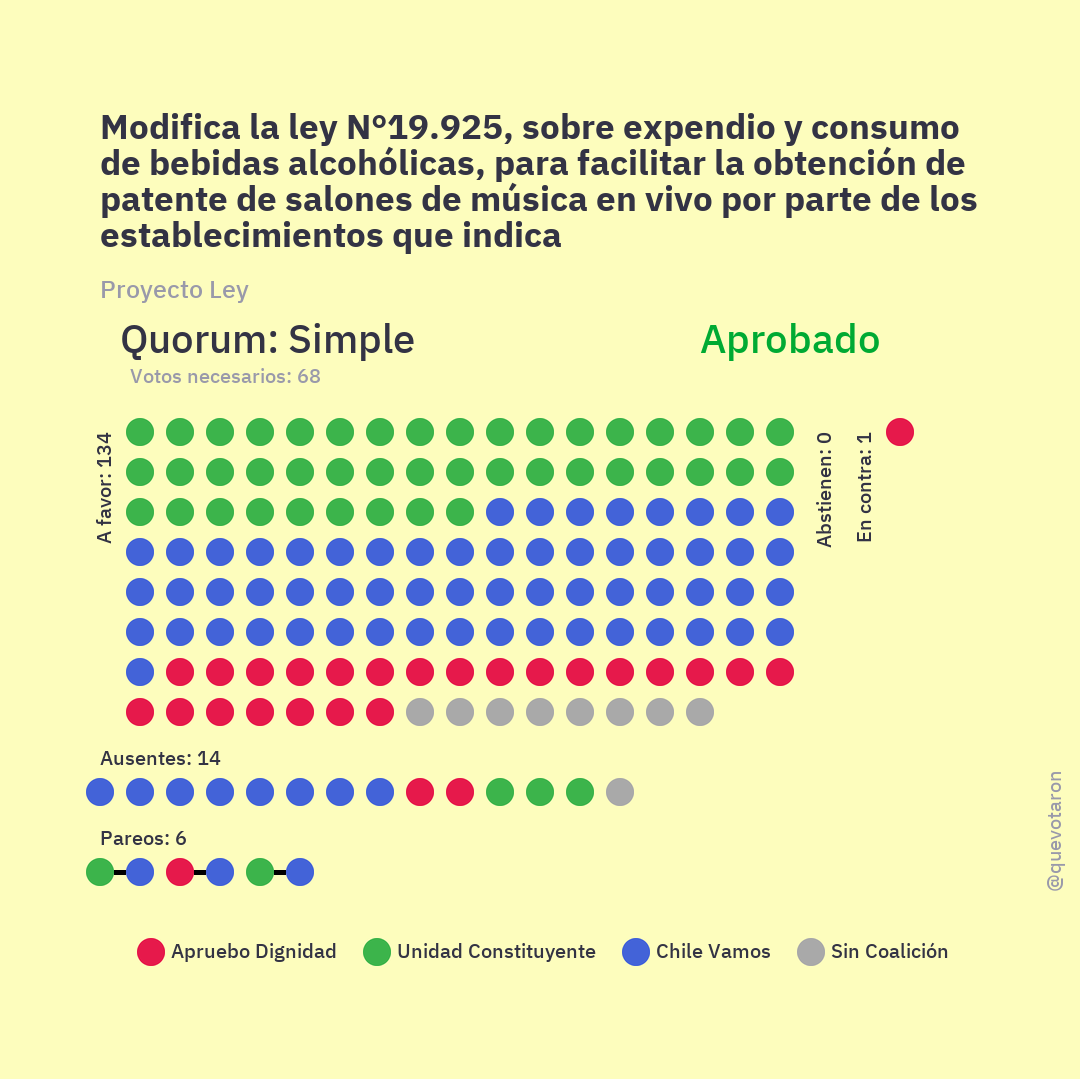 Modifica la ley N°19.925, sobre expendio y consumo
de bebidas alcohólicas, para facilitar la obtención de
patente de salones de música en vivo por parte de los
establecimientos que indica
Proyecto Ley
Quorum: Simple
Aprobado
Votos necesarios: 68
A favor: 134
Abstienen: 0
En contra: 1
Ausentes: 14
Pareos: 6
@quevotaron
Apruebo Dignidad
Unidad Constituyente
Chile Vamos
Sin Coalición